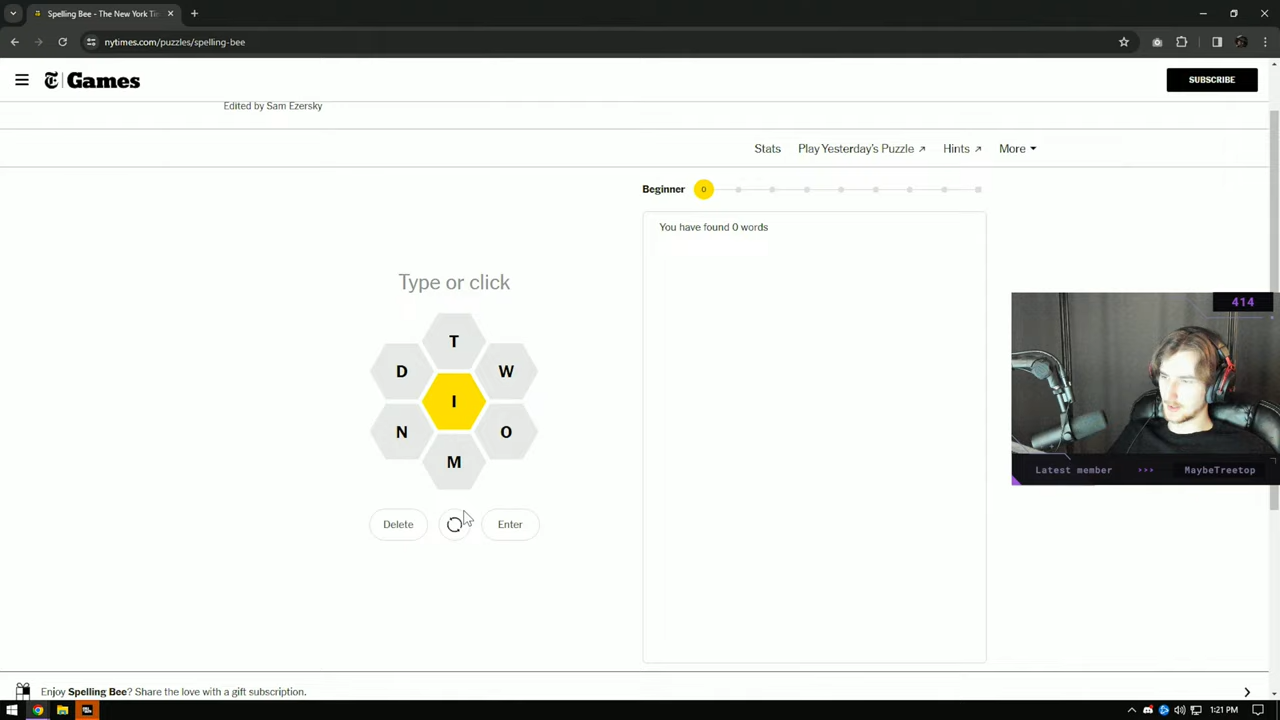 Spelling Bee - The New York Ti
nytimes.com/puzzles/spelling-bee
Games
SUBSCRIBE
Edited by Sam Ezersky
Stats
Play Yesterday's Puzzle
Hints
More
Beginner
0
You have found 0 words
Type or click
T
D
W
I
N
O
M
Delete
Enter
414
Latest member >>> MaybeTreetop
Enjoy Spelling Bee? Share the love with a gift subscription.
1:21 PM